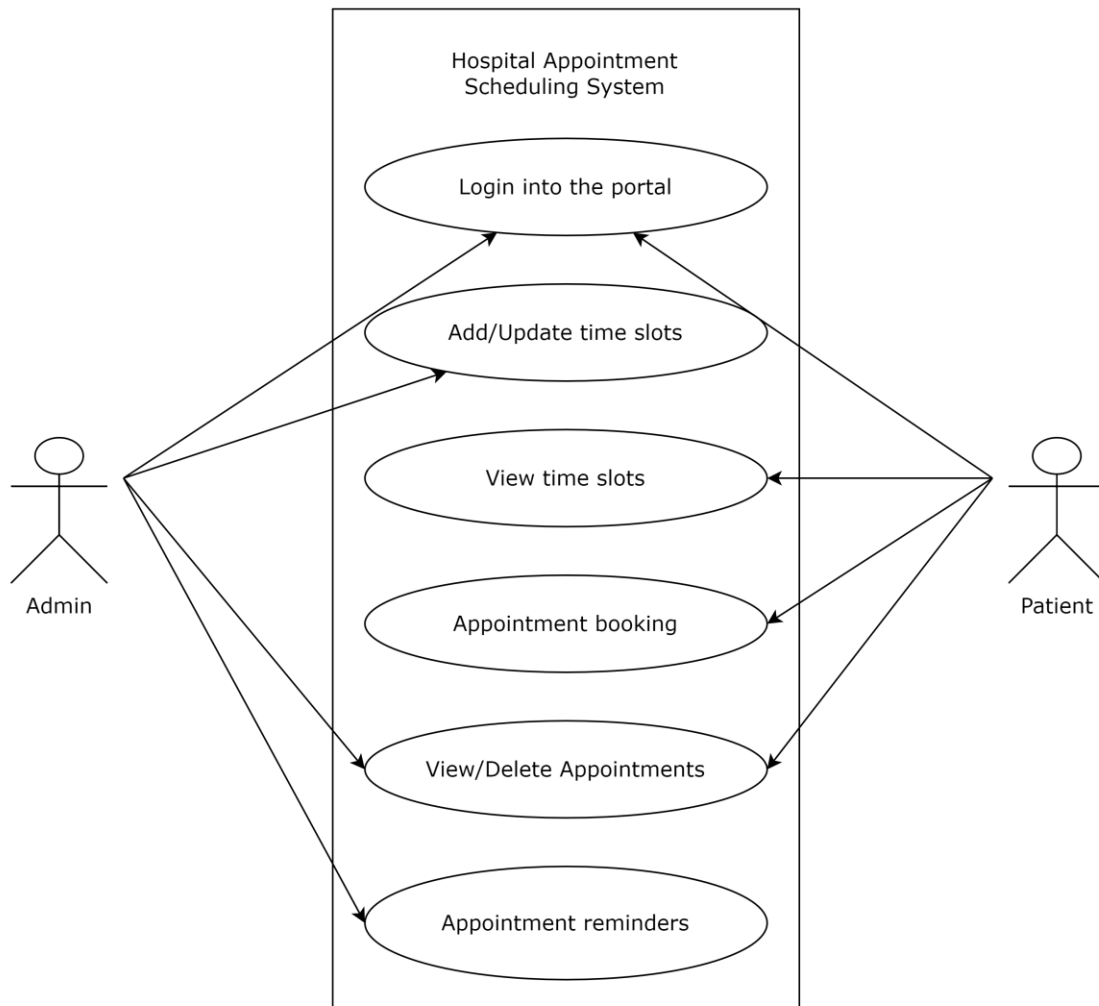 Hospital Appointment
Scheduling System
Login into the portal
Add/Update time slots
View time slots
Admin
Patient
Appointment booking
View/Delete Appointments
Appointment reminders